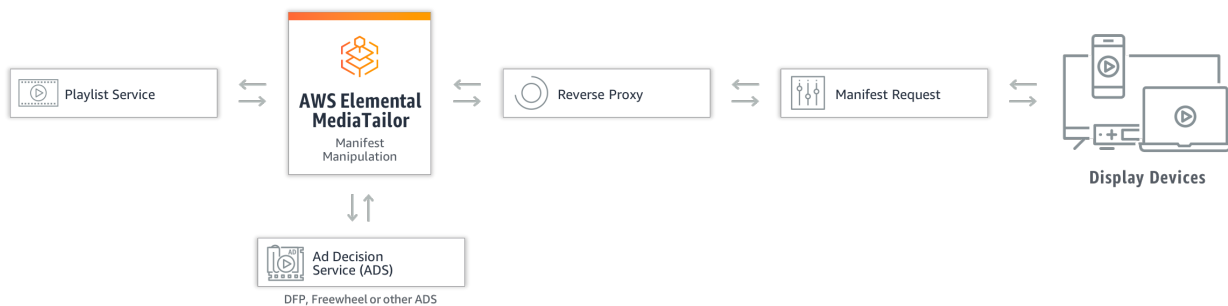 Playlist Service
AWS Elemental
MediaTailor
Manifest
Manipulation
Reverse Proxy
Manifest Request
Display Devices
AD
Ad Decision
Service (ADS)
DFP, Freewheel or other ADS